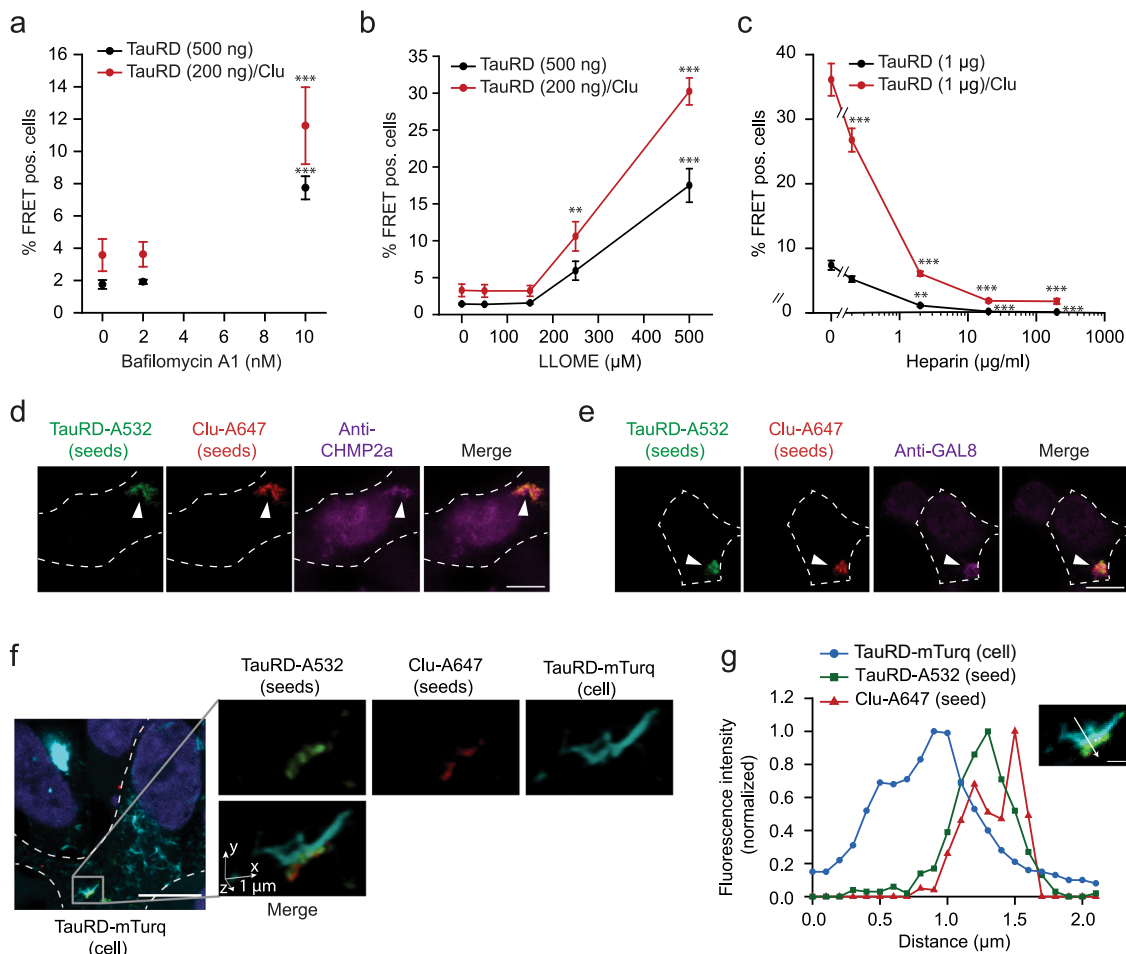 a
TauRD (500 ng)
TauRD (200 ng)/Clu
16
14
12
10
8
6
4
2
0
% FRET pos. cells
***
***
0
2
4
6
8
10
Bafilomycin A1 (nM)
b
TauRD (500 ng)
TauRD (200 ng)/Clu
35
30
25
20
15
10
5
0
% FRET pos. cells
**
***
***
0
100
200
300
400
500
LLOME (µM)
c
TauRD (1 µg)
TauRD (1 µg)/Clu
40
30
20
10
0
% FRET pos. cells
//
//
//
//
***
***
**
***
***
***
***
0
1
10
100
1000
Heparin (µg/ml)
d
TauRD-A532
(seeds)
Clu-A647
(seeds)
Anti-
CHMP2a
Merge
e
TauRD-A532
(seeds)
Clu-A647
(seeds)
Anti-GAL8
Merge
f
TauRD-A532
(seeds)
Clu-A647
(seeds)
TauRD-mTurq
(cell)
y
x
z
1 µm
Merge
TauRD-mTurq
(cell)
g
TauRD-mTurq (cell)
TauRD-A532 (seed)
Clu-A647 (seed)
1.2
1.0
0.8
0.6
0.4
0.2
0.0
Fluorescence intensity
(normalized)
0.0
0.5
1.0
1.5
2.0
Distance (µm)